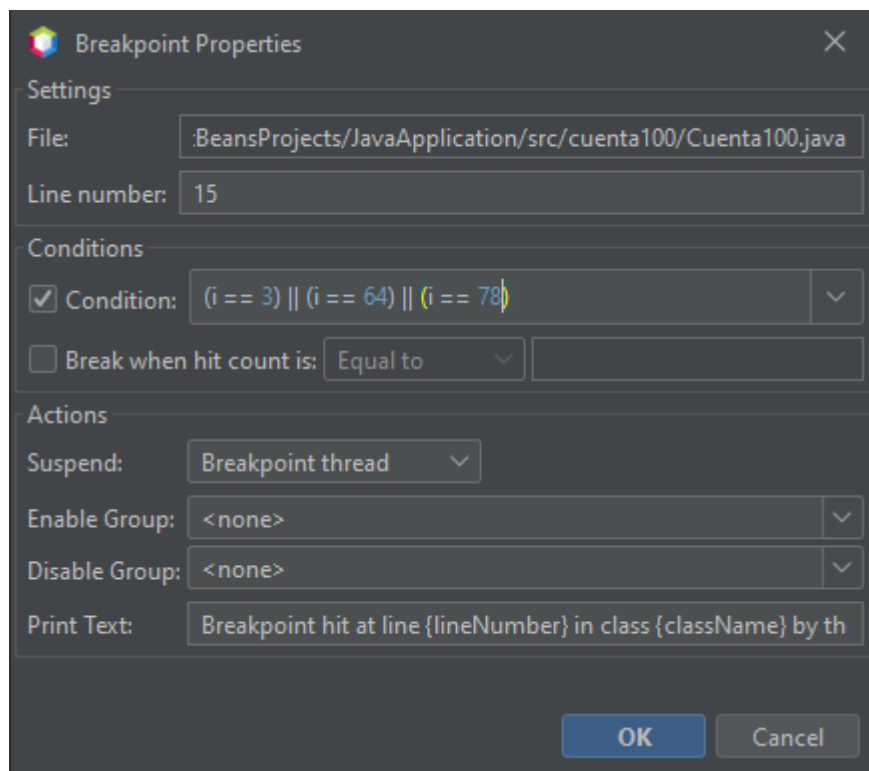 Breakpoint Properties
Settings
File: :BeansProjects/JavaApplication/src/cuenta100/Cuenta100.java
Line number: 15
Conditions
Condition: (i == 3) || (i == 64) || (i == 78)
Break when hit count is: Equal to
Actions
Suspend: Breakpoint thread
Enable Group: <none>
Disable Group: <none>
Print Text: Breakpoint hit at line {lineNumber} in class {className} by th
OK Cancel